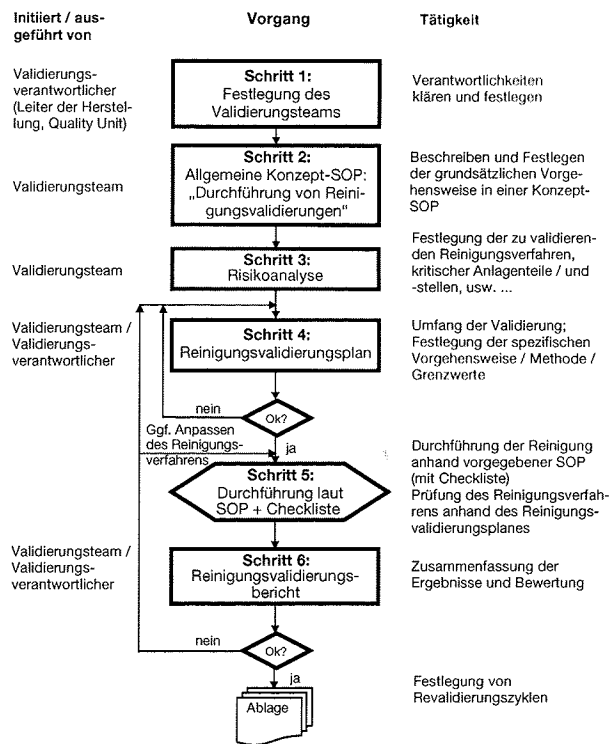 Initiiert / aus-
geführt von
Vorgang
Tätigkeit
Validierungs-
verantwortlicher
(Leiter der Herstel-
lung, Quality Unit)
Schritt 1:
Festlegung des
Validierungsteams
Verantwortlichkeiten
klären und festlegen
Validierungsteam
Schritt 2:
Allgemeine Konzept-SOP:
„Durchführung von Reini-
gungsvalidierungen“
Beschreiben und Festlegen
der grundsätzlichen Vorge-
hensweise in einer Konzept-
SOP
Validierungsteam
Schritt 3:
Risikoanalyse
Festlegung der zu validieren-
den Reinigungsverfahren,
kritischer Anlagenteile / und
-stellen, usw. ...
Validierungsteam /
Validierungs-
verantwortlicher
Schritt 4:
Reinigungsvalidierungsplan
Umfang der Validierung;
Festlegung der spezifischen
Vorgehensweise / Methode /
Grenzwerte
nein
Ok?
Ggf. Anpassen
des Reinigungs-
verfahrens
ja
Schritt 5:
Durchführung laut
SOP + Checkliste
Durchführung der Reinigung
anhand vorgegebener SOP
(mit Checkliste)
Prüfung des Reinigungsverfah-
rens anhand des Reinigungs-
validierungsplanes
Validierungsteam /
Validierungs-
verantwortlicher
Schritt 6:
Reinigungsvalidierungs-
bericht
Zusammenfassung der
Ergebnisse und Bewertung
nein
Ok?
ja
Ablage
Festlegung von
Revalidierungszyklen